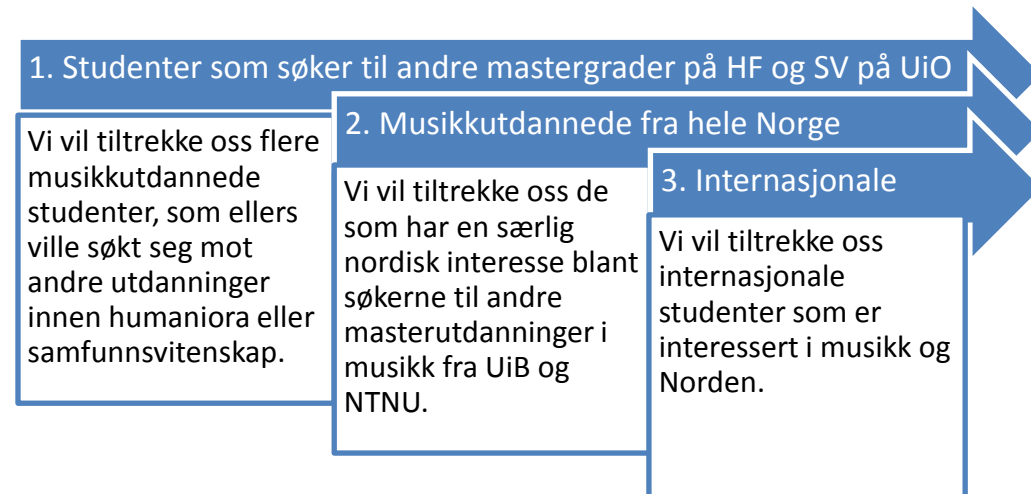 1. Studenter som søker til andre mastergrader på HF og SV på UiO
Vi vil tiltrekke oss flere
musikkutdannede
studenter, som ellers
ville søkt seg mot
andre utdanninger
innen humaniora eller
samfunnsvitenskap.
2. Musikkutdannede fra hele Norge
Vi vil tiltrekke oss de
som har en særlig
nordisk interesse blant
søkerne til andre
masterutdanninger i
musikk fra UiB og
NTNU.
3. Internasjonale
Vi vil tiltrekke oss
internasjonale
studenter som er
interessert i musikk og
Norden.